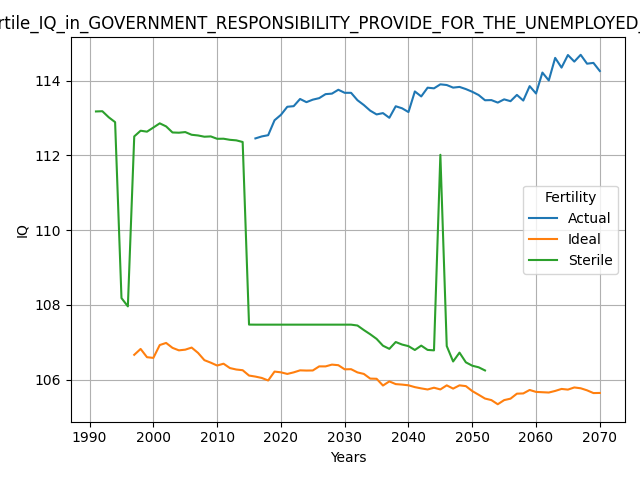 rtile_IQ_in_GOVERNMENT_RESPONSIBILITY_PROVIDE_FOR_THE_UNEMPLOYED_
114
112
110
108
106
IQ
Fertility
Actual
Ideal
Sterile
1990 2000 2010 2020 2030 2040 2050 2060 2070
Years